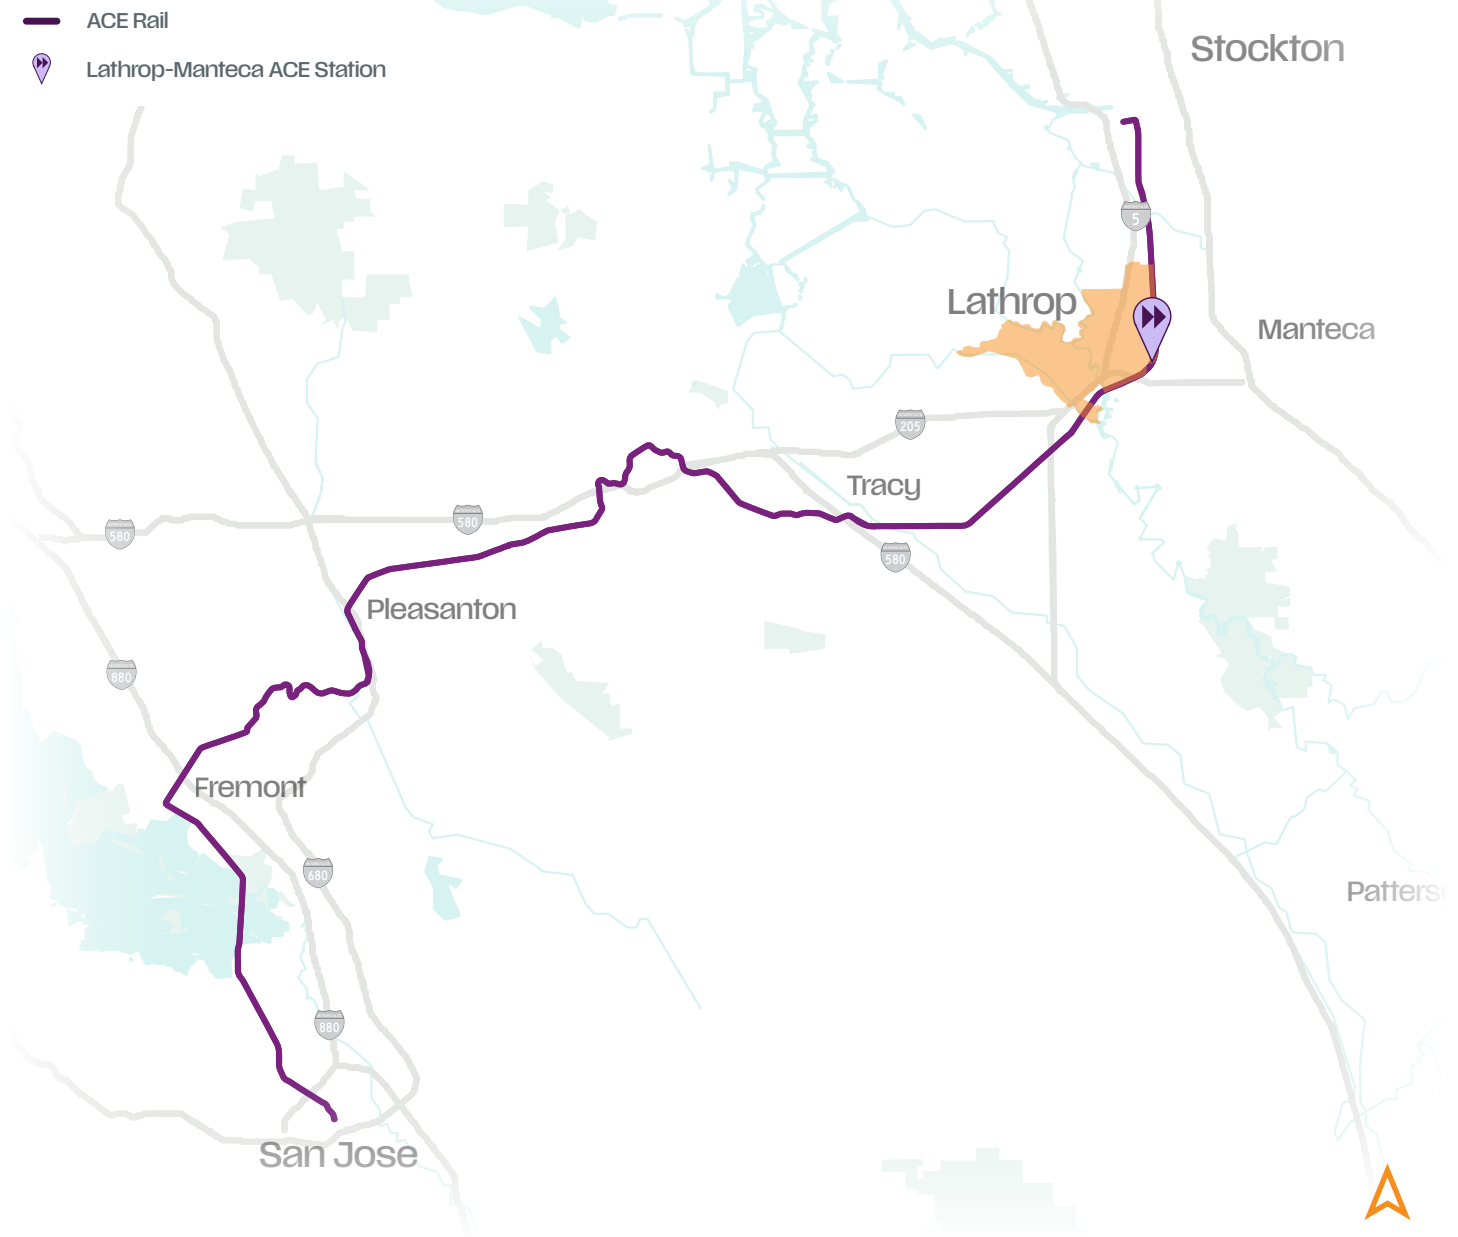 ACE Rail
Lathrop-Manteca ACE Station
Stockton
5
Lathrop
Manteca
205
Tracy
580
580
580
Pleasanton
880
Fremont
680
Patters
880
San Jose